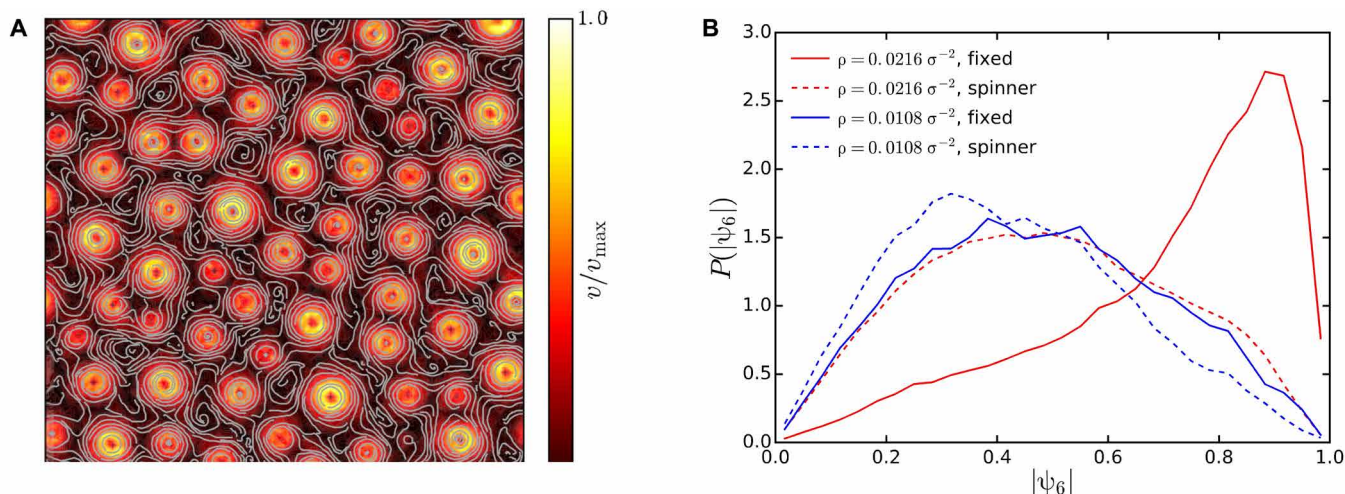 A
1.0
v/v_max
B
P(|ψ₆|)
3.0
2.5
2.0
1.5
1.0
0.5
0.0
ρ = 0.0216 σ⁻², fixed
ρ = 0.0216 σ⁻², spinner
ρ = 0.0108 σ⁻², fixed
ρ = 0.0108 σ⁻², spinner
0.0 0.2 0.4 0.6 0.8 1.0
|ψ₆|